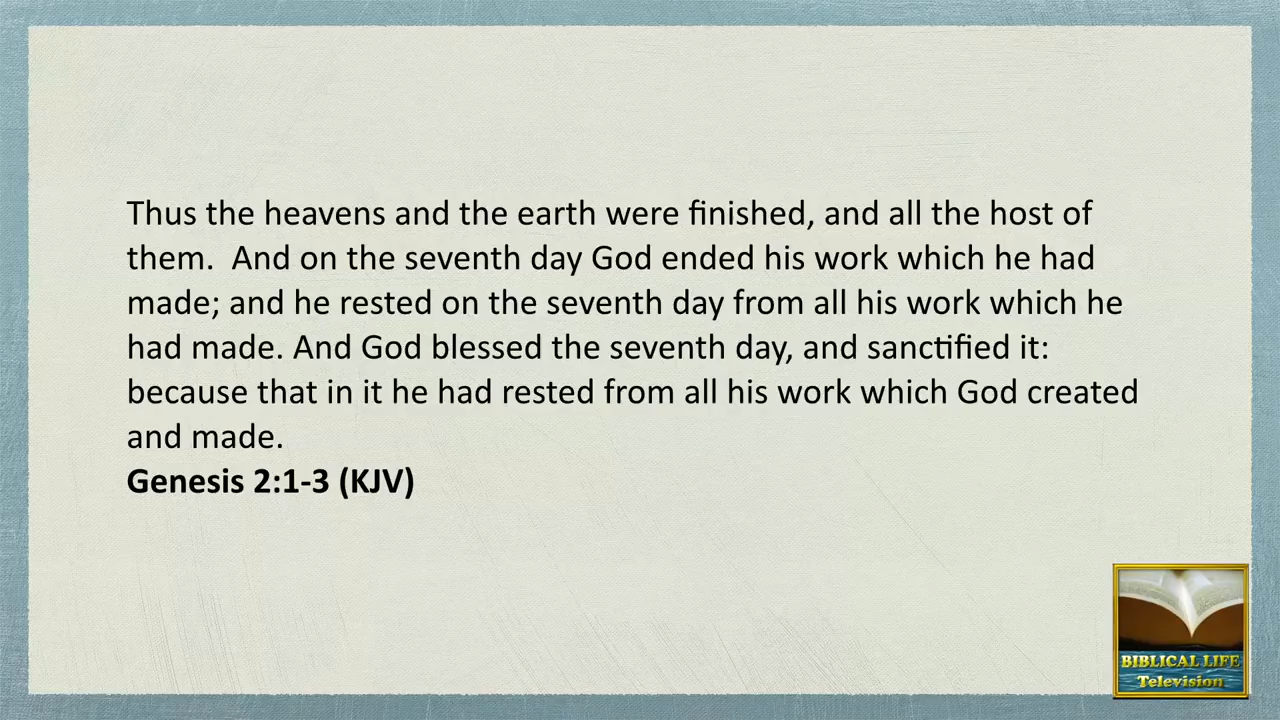 Thus the heavens and the earth were finished, and all the host of
them.  And on the seventh day God ended his work which he had
made; and he rested on the seventh day from all his work which he
had made. And God blessed the seventh day, and sanctified it:
because that in it he had rested from all his work which God created
and made.
Genesis 2:1-3 (KJV)
BIBLICAL LIFE
Television